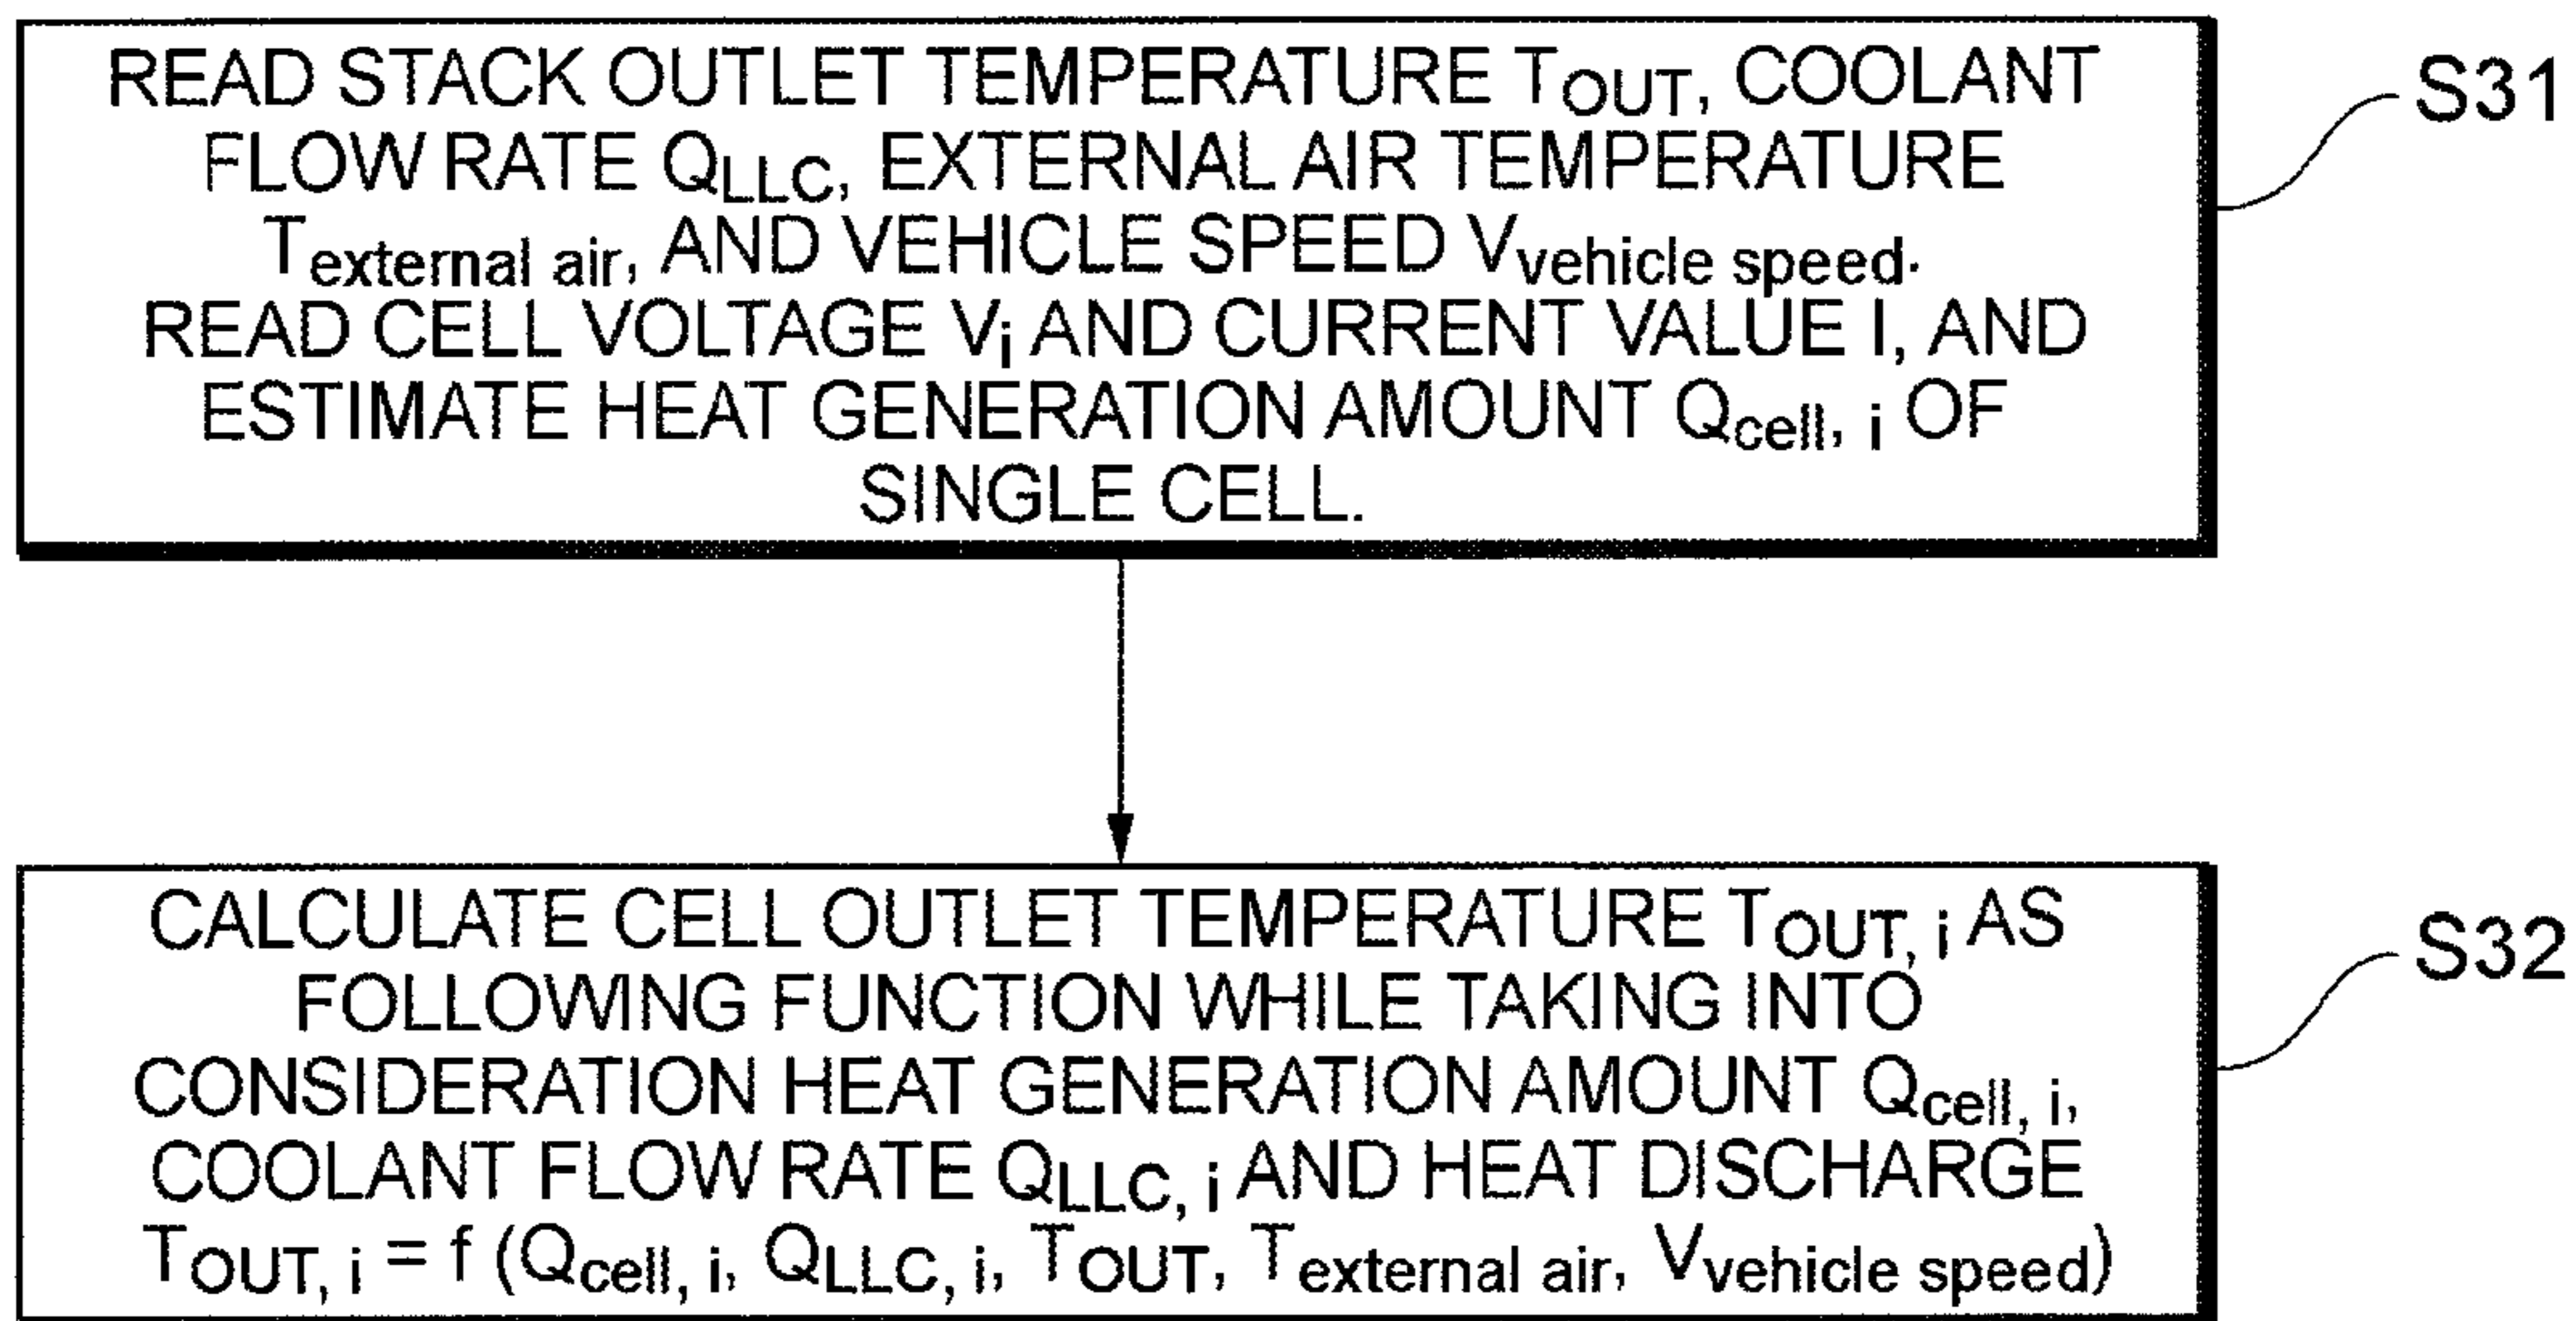 READ STACK OUTLET TEMPERATURE TOUT, COOLANT
FLOW RATE QLLC, EXTERNAL AIR TEMPERATURE
Texternal air, AND VEHICLE SPEED Vvehicle speed.
READ CELL VOLTAGE Vi AND CURRENT VALUE I, AND
ESTIMATE HEAT GENERATION AMOUNT Qcell, i OF
SINGLE CELL.
S31
CALCULATE CELL OUTLET TEMPERATURE TOUT, i AS
FOLLOWING FUNCTION WHILE TAKING INTO
CONSIDERATION HEAT GENERATION AMOUNT Qcell, i,
COOLANT FLOW RATE QLLC, i AND HEAT DISCHARGE
TOUT, i = f (Qcell, i, QLLC, i, TOUT, Texternal air, Vvehicle speed)
S32